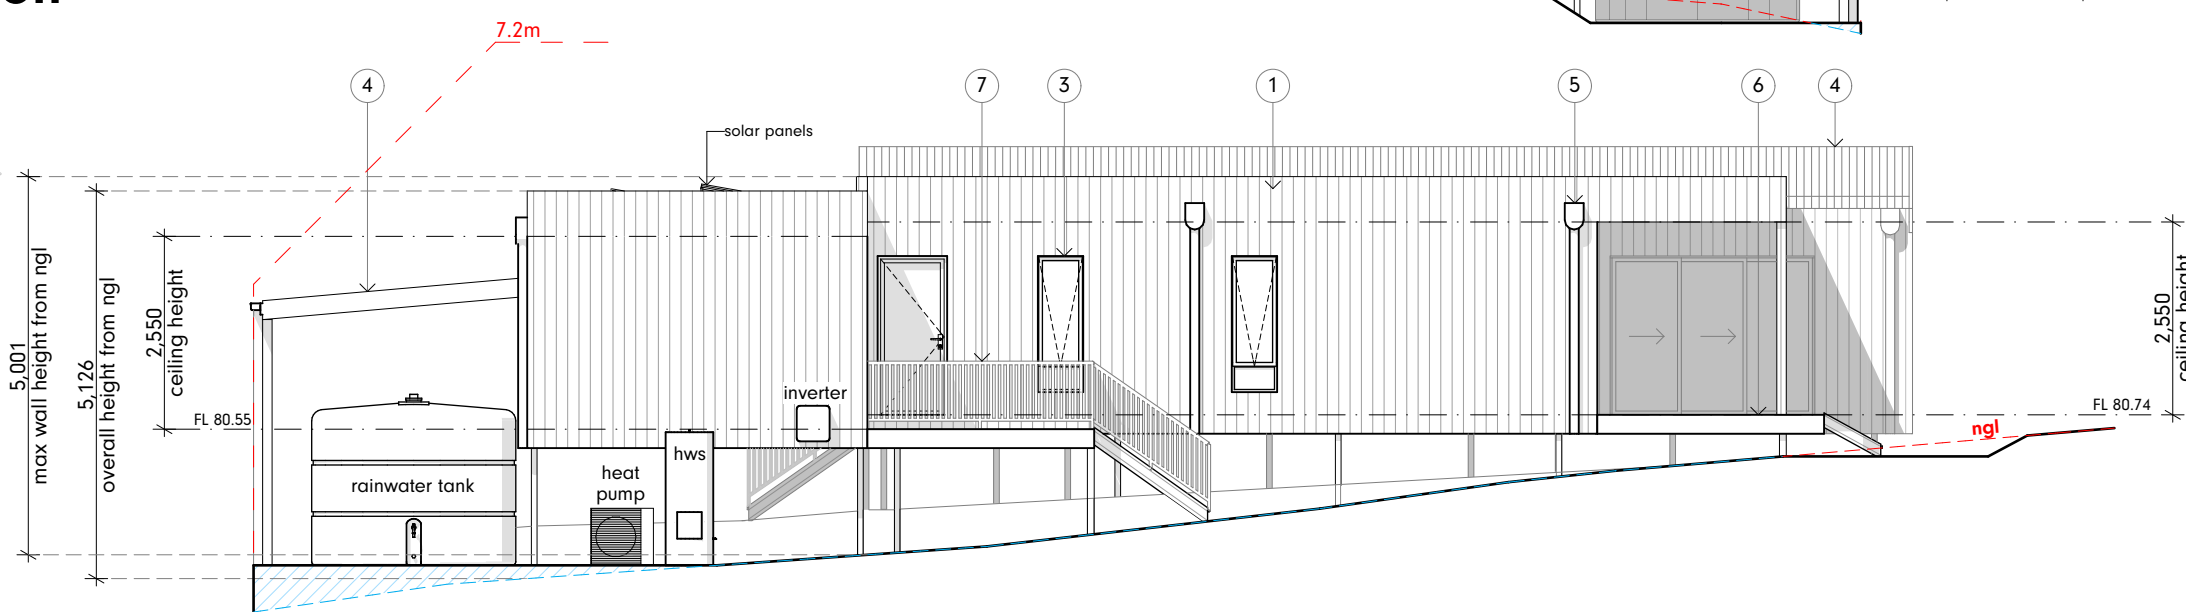 7.2m
4
7
3
1
5
6
4
solar panels
5,001
max wall height from ngl
5,126
overall height from ngl
2,550
ceiling height
FL 80.55
rainwater tank
heat
pump
hws
inverter
ngl
FL 80.74
2,550
ceiling height